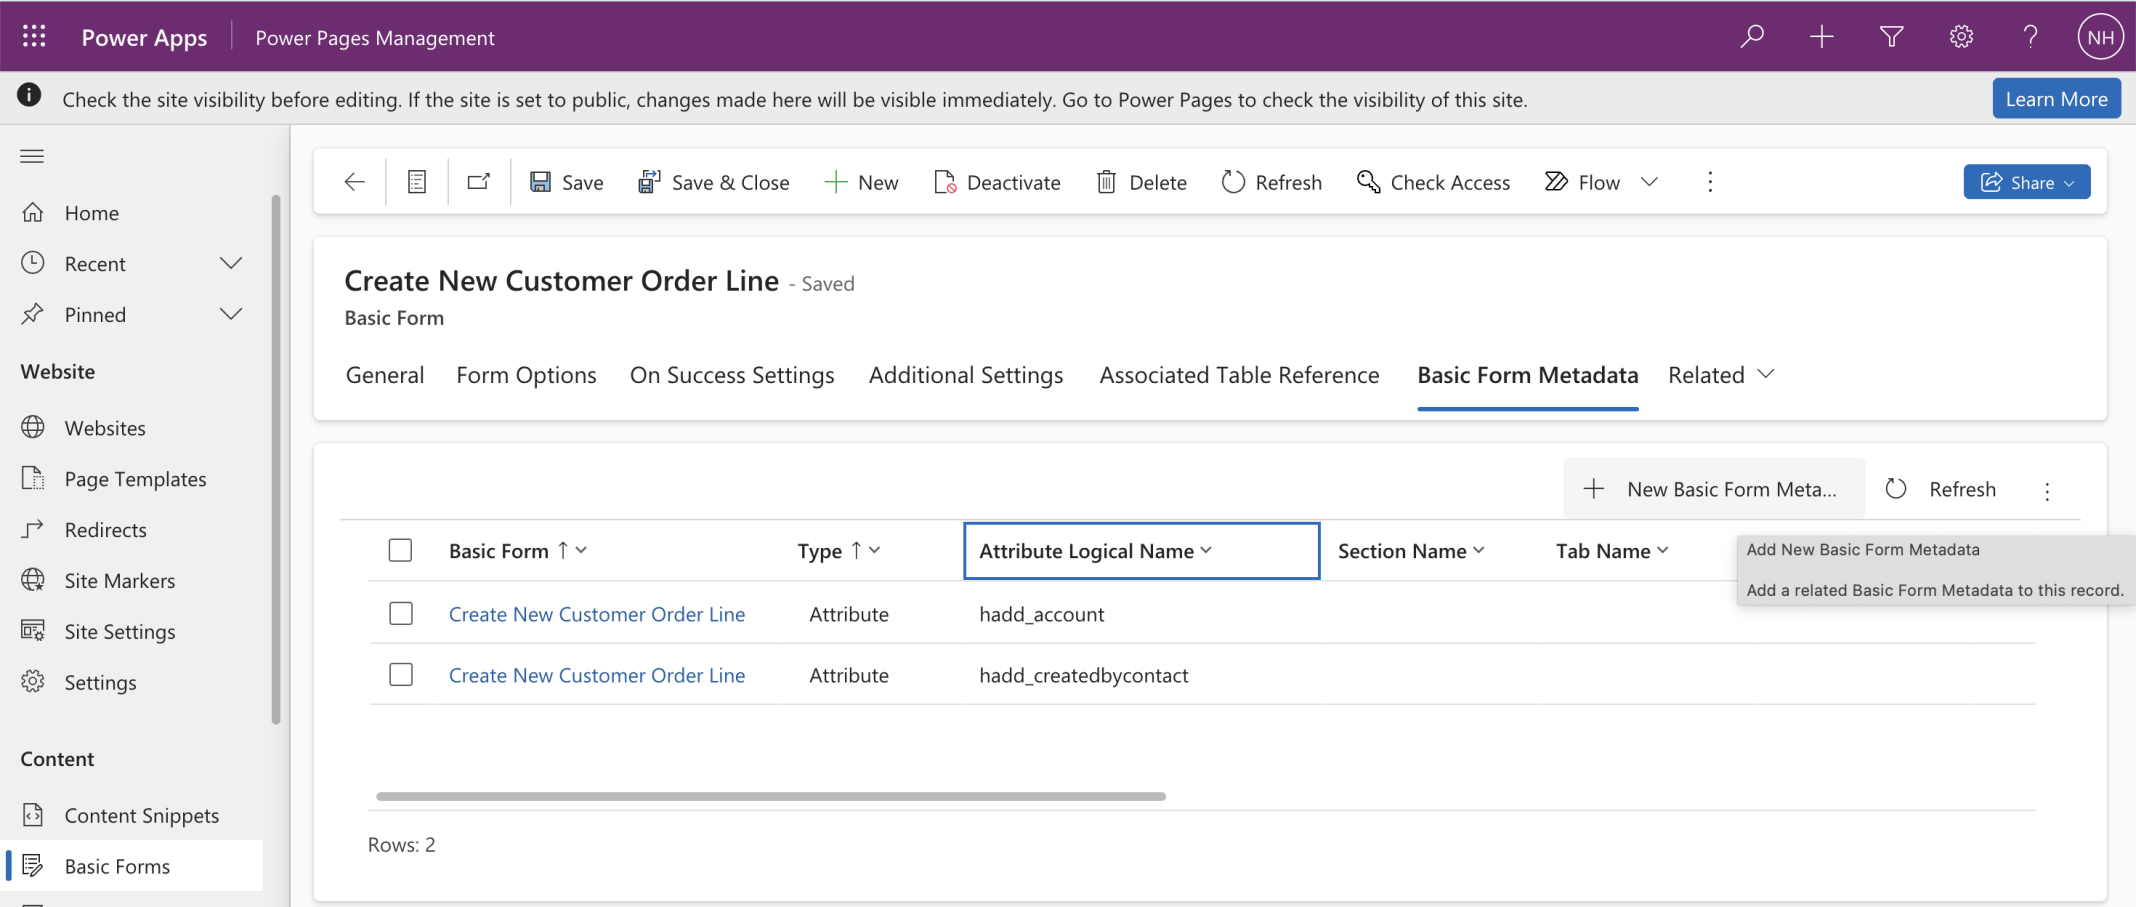 Power Apps
Power Pages Management
NH
Check the site visibility before editing. If the site is set to public, changes made here will be visible immediately. Go to Power Pages to check the visibility of this site.
Learn More
Save
Save & Close
New
Deactivate
Delete
Refresh
Check Access
Flow
Share
Home
Recent
Pinned
Website
Websites
Page Templates
Redirects
Site Markers
Site Settings
Settings
Content
Content Snippets
Basic Forms
Create New Customer Order Line - Saved
Basic Form
General
Form Options
On Success Settings
Additional Settings
Associated Table Reference
Basic Form Metadata
Related
New Basic Form Meta...
Refresh
Basic Form
Type
Attribute Logical Name
Section Name
Tab Name
Add New Basic Form Metadata
Add a related Basic Form Metadata to this record.
Create New Customer Order Line
Attribute
hadd_account
Create New Customer Order Line
Attribute
hadd_createdbycontact
Rows: 2